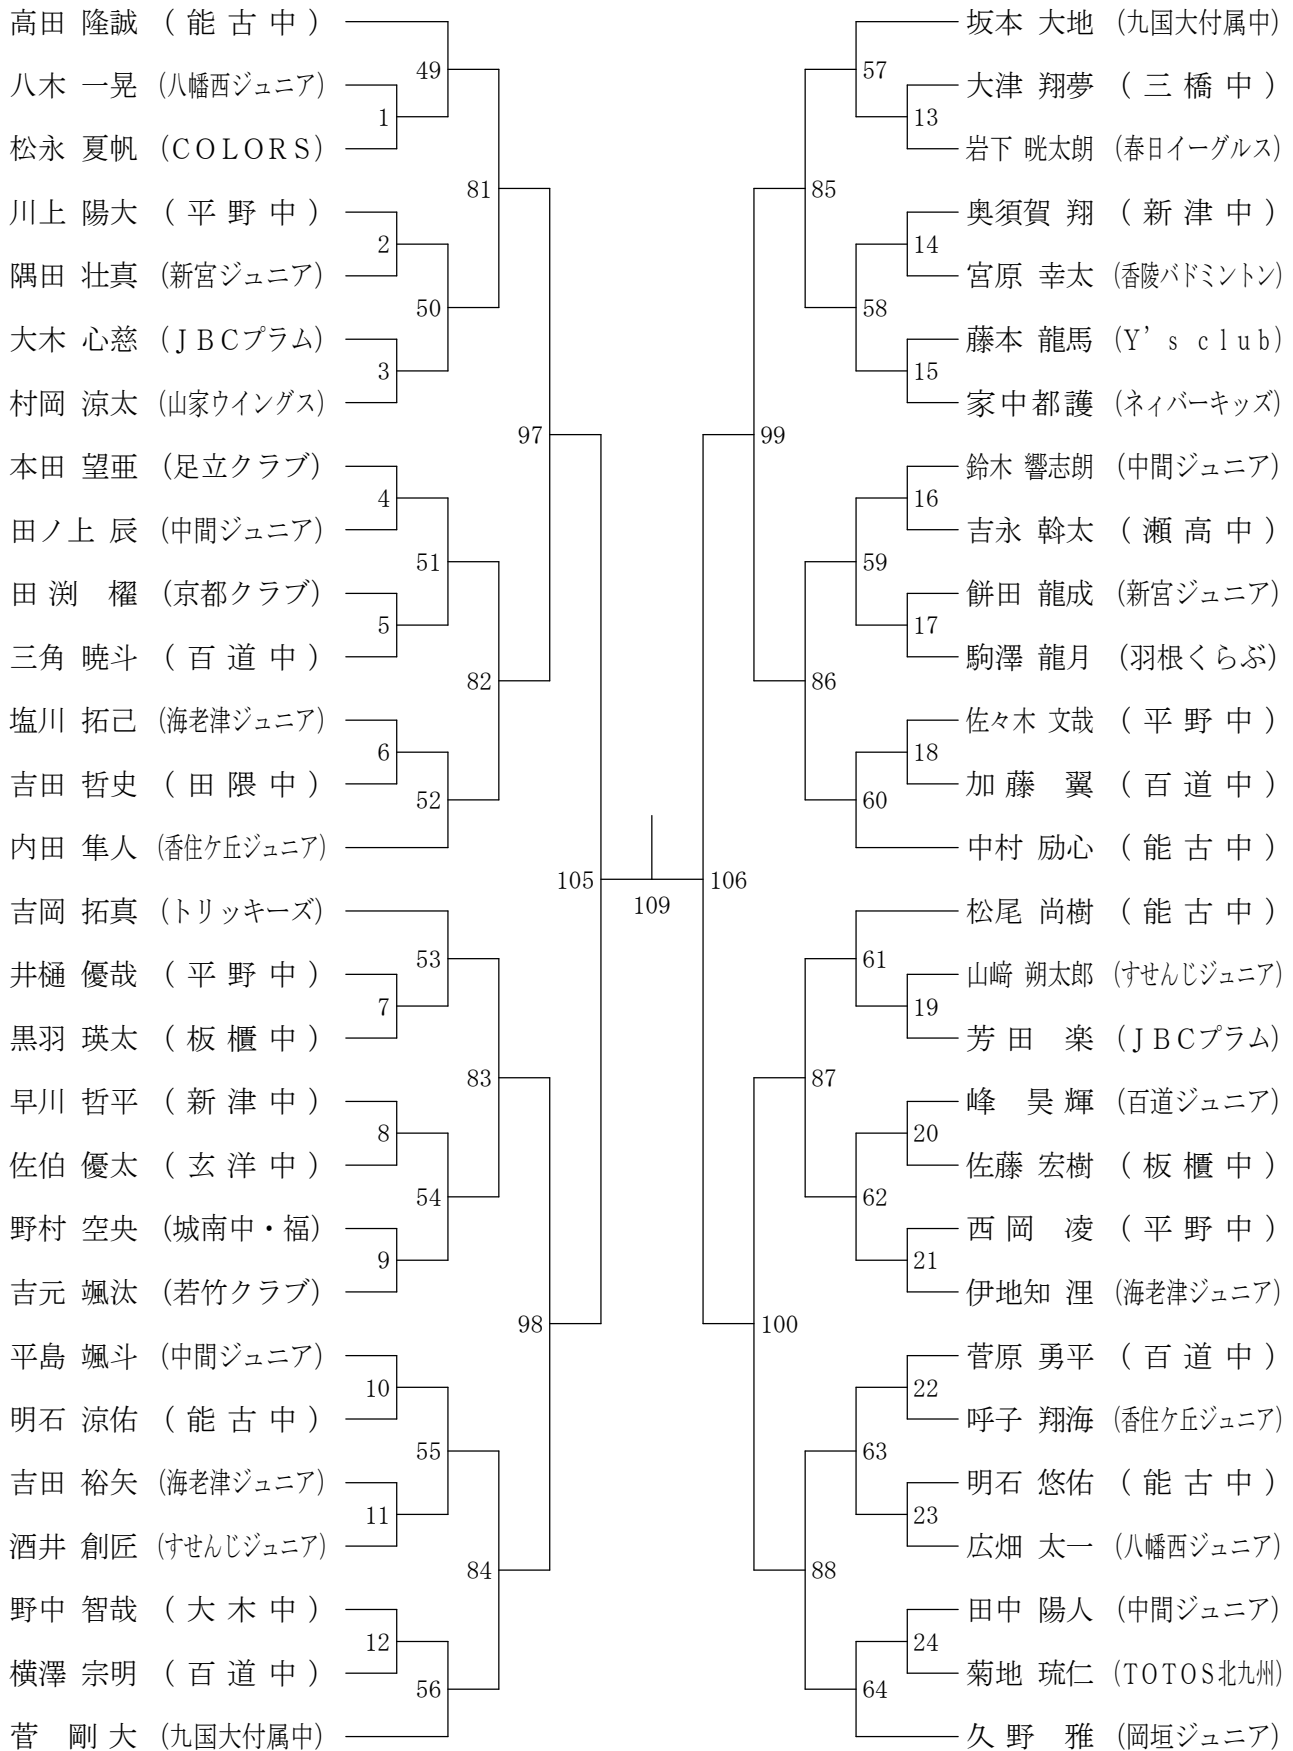 高田 隆誠 (能古中)
八木 一晃 (八幡西ジュニア)
松永 夏帆 (COLORS)
川上 陽大 (平野中)
隅田 壮真 (新宮ジュニア)
大木 心慈 (JBCプラム)
村岡 涼太 (山家ウイングス)
本田 望亜 (足立クラブ)
田ノ上 辰 (中間ジュニア)
田渕 櫂 (京都クラブ)
三角 暁斗 (百道中)
塩川 拓己 (海老津ジュニア)
吉田 哲史 (田隈中)
内田 隼人 (香住ケ丘ジュニア)
吉岡 拓真 (トリッキーズ)
井樋 優哉 (平野中)
黒羽 瑛太 (板櫃中)
早川 哲平 (新津中)
佐伯 優太 (玄洋中)
野村 空央 (城南中・福)
吉元 颯汰 (若竹クラブ)
平島 颯斗 (中間ジュニア)
明石 涼佑 (能古中)
吉田 裕矢 (海老津ジュニア)
酒井 創匠 (すせんじジュニア)
野中 智哉 (大木中)
横澤 宗明 (百道中)
菅 剛大 (九国大付属中)
1
2
3
4
5
6
7
8
9
10
11
12
49
50
51
52
53
54
55
56
81
82
83
84
97
98
105
109
106
99
100
85
86
87
88
57
58
59
60
61
62
63
64
13
14
15
16
17
18
19
20
21
22
23
24
坂本 大地 (九国大付属中)
大津 翔夢 (三橋中)
岩下 晄太朗 (春日イーグルス)
奥須賀 翔 (新津中)
宮原 幸太 (香陵バドミントン)
藤本 龍馬 (Y's club)
家中都護 (ネィバーキッズ)
鈴木 響志朗 (中間ジュニア)
吉永 斡太 (瀬高中)
餅田 龍成 (新宮ジュニア)
駒澤 龍月 (羽根くらぶ)
佐々木 文哉 (平野中)
加藤 翼 (百道中)
中村 励心 (能古中)
松尾 尚樹 (能古中)
山﨑 朔太郎 (すせんじジュニア)
芳田 楽 (JBCプラム)
峰 昊輝 (百道ジュニア)
佐藤 宏樹 (板櫃中)
西岡 凌 (平野中)
伊地知 浬 (海老津ジュニア)
菅原 勇平 (百道中)
呼子 翔海 (香住ケ丘ジュニア)
明石 悠佑 (能古中)
広畑 太一 (八幡西ジュニア)
田中 陽人 (中間ジュニア)
菊地 琉仁 (TOTOS北九州)
久野 雅 (岡垣ジュニア)